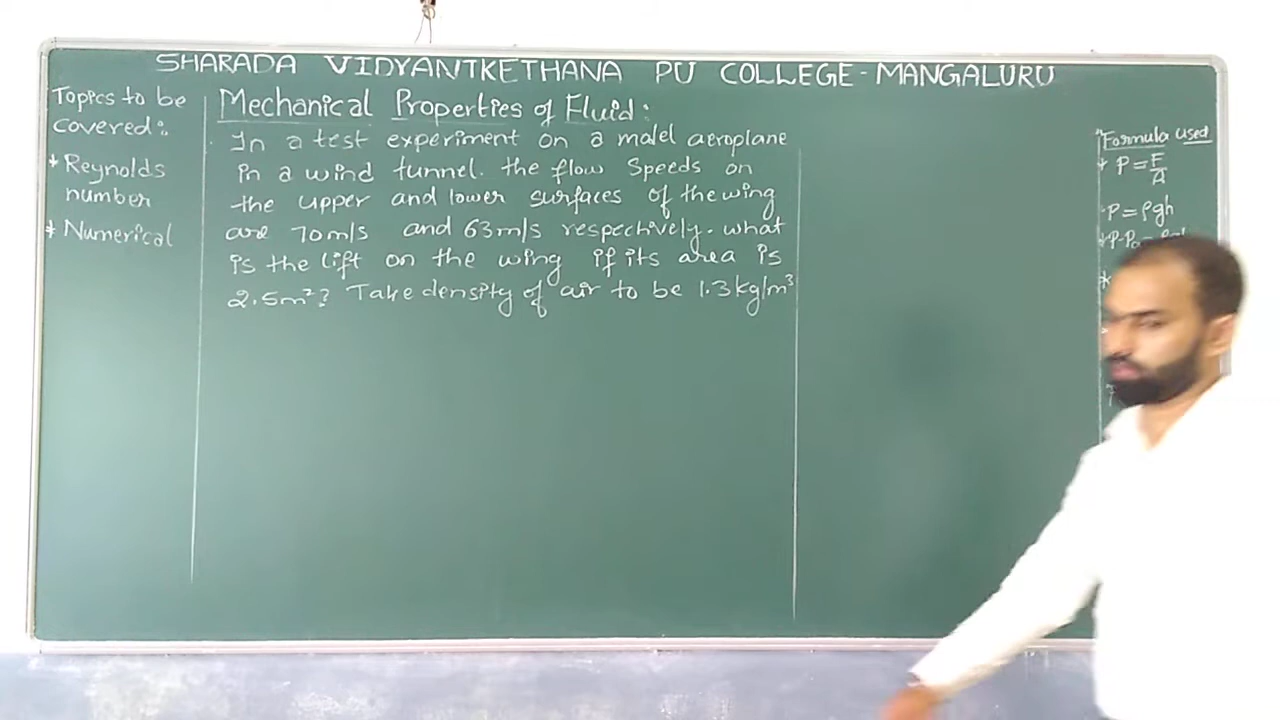 SHARADA VIDYANIKETHANA PU COLLEGE - MANGALURU
Topics to be
covered:
* Reynolds
number
* Numerical
Mechanical Properties of Fluid:
In a test experiment on a model aeroplane
in a wind tunnel. the flow speeds on
the upper and lower surfaces of the wing
are 70m/s and 63m/s respectively. what
is the lift on the wing if its area is
2.5m²? Take density of air to be 1.3kg/m³
Formula used
* P = F/A
P = ρgh